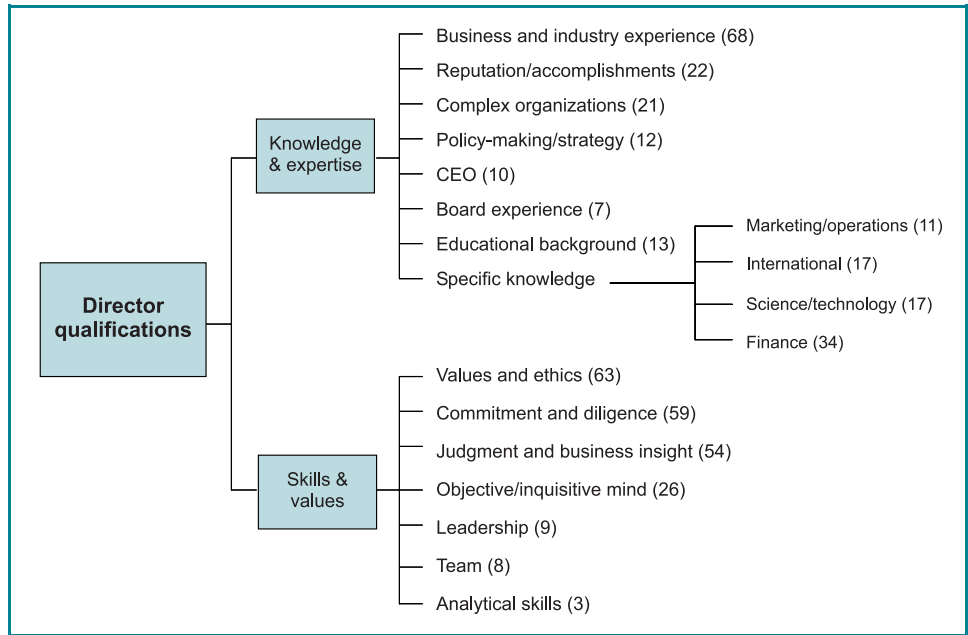 Director
qualifications
Knowledge
& expertise
Business and industry experience (68)
Reputation/accomplishments (22)
Complex organizations (21)
Policy-making/strategy (12)
CEO (10)
Board experience (7)
Educational background (13)
Specific knowledge
Marketing/operations (11)
International (17)
Science/technology (17)
Finance (34)
Skills &
values
Values and ethics (63)
Commitment and diligence (59)
Judgment and business insight (54)
Objective/inquisitive mind (26)
Leadership (9)
Team (8)
Analytical skills (3)